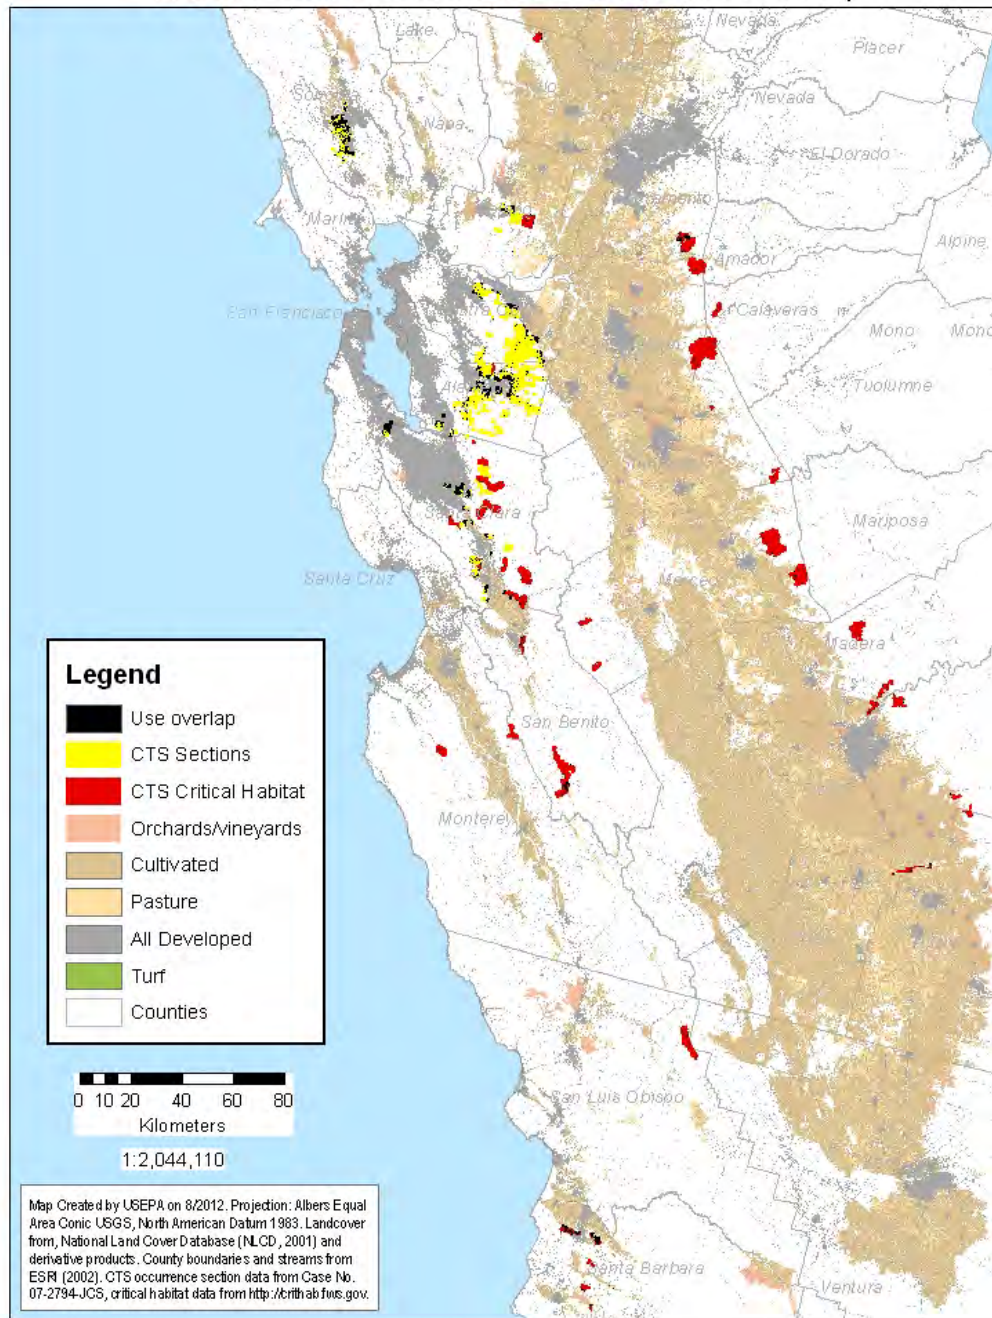 Nevada
Lake
Placer
Nevada
Napa
El Dorado
Marin
Alpine
Amador
San Francisco
Calaveras
Mono
Mono
Tuolumne
Mariposa
Santa Clara
Santa Cruz
Merced
Madera
San Benito
Monterey
Legend
Use overlap
CTS Sections
CTS Critical Habitat
Orchards/vineyards
Cultivated
Pasture
All Developed
Turf
Counties
0 10 20 40 60 80
Kilometers
1:2,044,110
San Luis Obispo
Santa Barbara
Ventura
Map Created by USEPA on 8/2012. Projection: Albers Equal
Area Conic USGS, North American Datum 1983. Landcover
from, National Land Cover Database (NLCD, 2001) and
derivative products. County boundaries and streams from
ESRI (2002). CTS occurrence section data from Case No.
07-2794-JCS, critical habitat data from http://crithab.fws.gov.